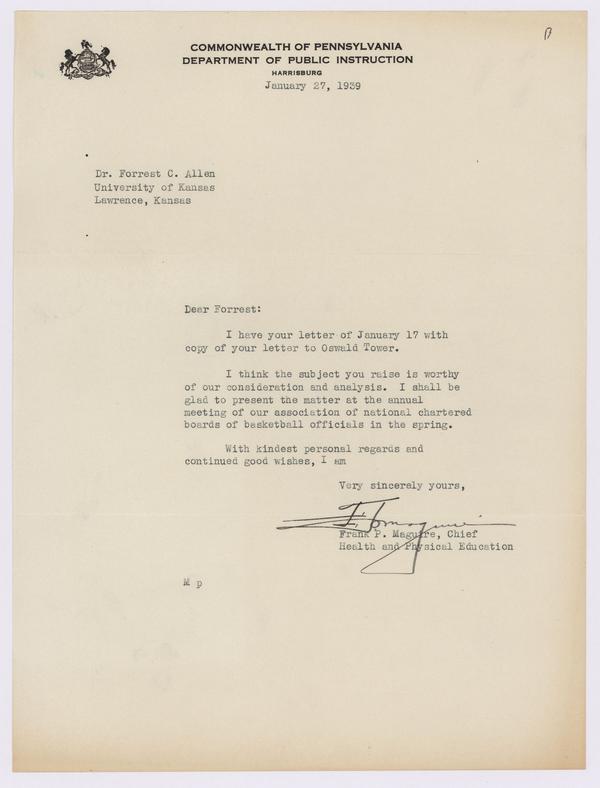 COMMONWEALTH OF PENNSYLVANIA
DEPARTMENT OF PUBLIC INSTRUCTION
HARRISBURG
January 27, 1939
Dr. Forrest C. Allen
University of Kansas
Lawrence, Kansas
Dear Forrest:
I have your letter of January 17 with
copy of your letter to Oswald Tower.
I think the subject you raise is worthy
of our consideration and analysis. I shall be
glad to present the matter at the annual
meeting of our association of national chartered
boards of basketball officials in the spring.
With kindest personal regards and
continued good wishes, I am
Very sincerely yours,
Frank P. Maguire, Chief
Health and Physical Education
M p